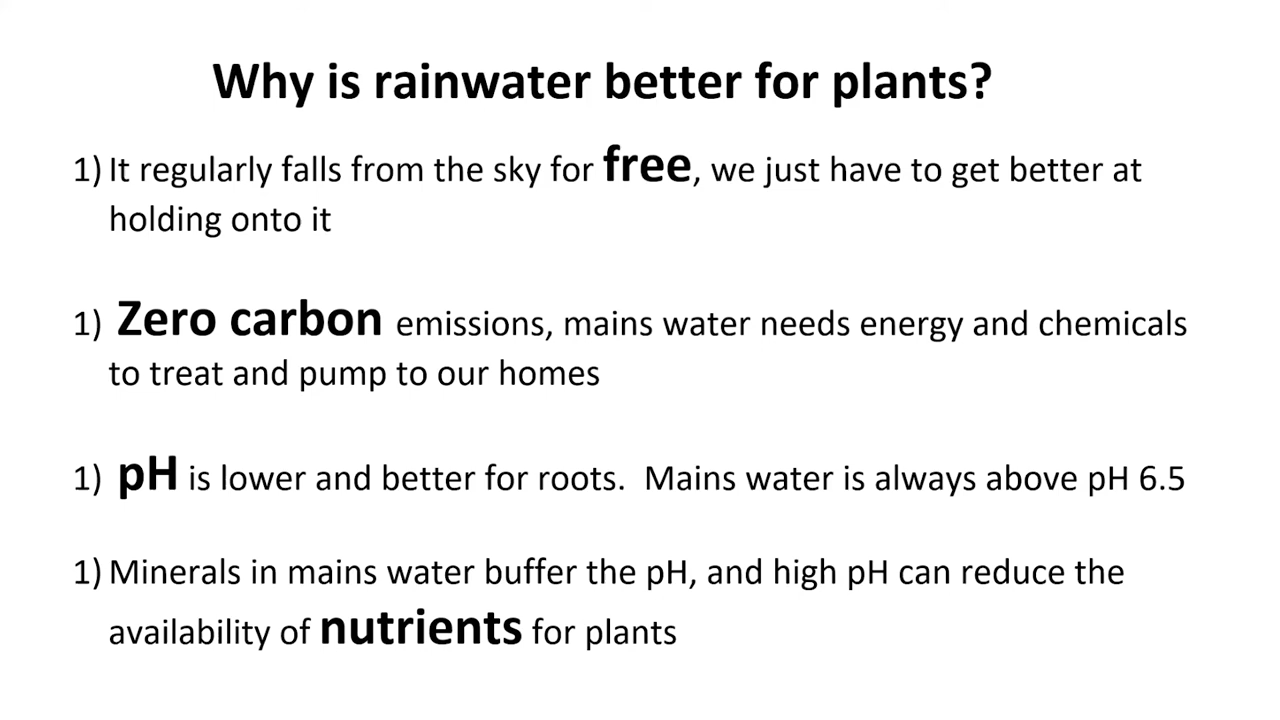 Why is rainwater better for plants?
1) It regularly falls from the sky for free, we just have to get better at
holding onto it
1) Zero carbon emissions, mains water needs energy and chemicals
to treat and pump to our homes
1) pH is lower and better for roots. Mains water is always above pH 6.5
1) Minerals in mains water buffer the pH, and high pH can reduce the
availability of nutrients for plants